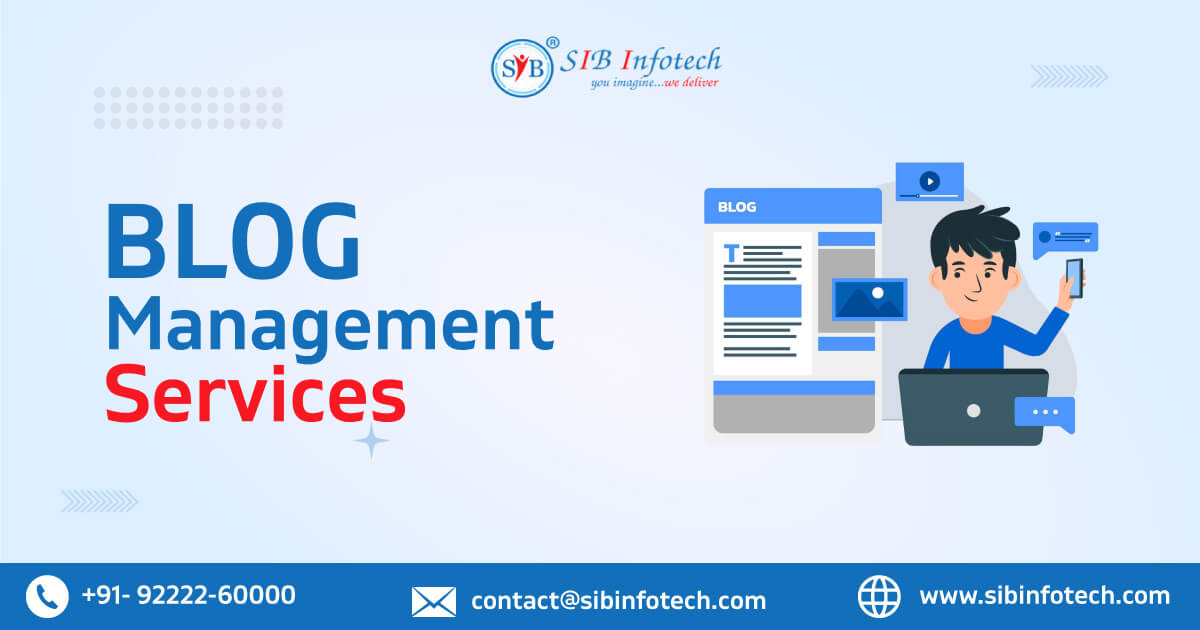 SIB
®
SIB Infotech
you imagine...we deliver
BLOG
Management
Services
BLOG
T
+91- 92222-60000
contact@sibinfotech.com
www.sibinfotech.com